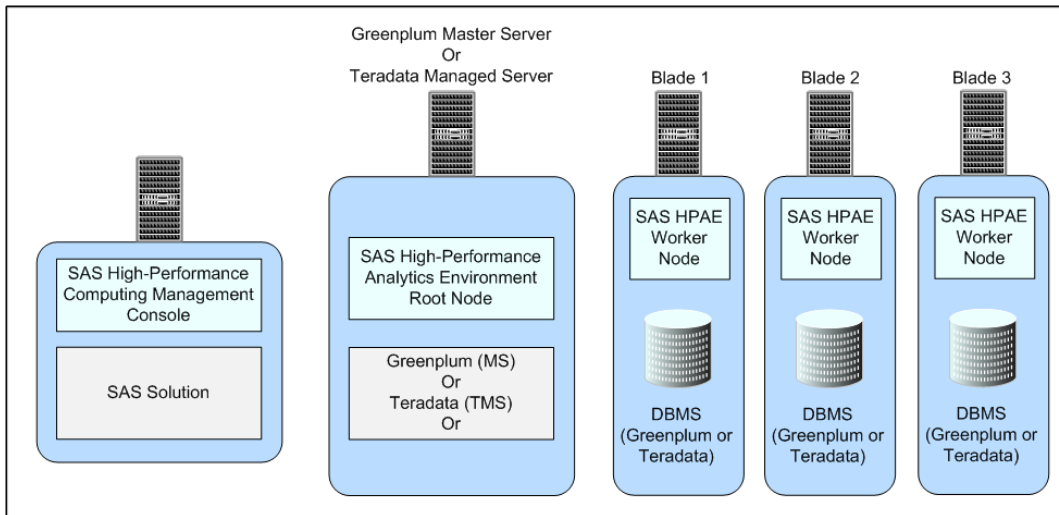 Greenplum Master Server
Or
Teradata Managed Server
Blade 1
Blade 2
Blade 3
SAS High-Performance
Computing Management
Console
SAS Solution
SAS High-Performance
Analytics Environment
Root Node
Greenplum (MS)
Or
Teradata (TMS)
Or
SAS HPAE
Worker
Node
DBMS
(Greenplum or
Teradata)
SAS HPAE
Worker
Node
DBMS
(Greenplum or
Teradata)
SAS HPAE
Worker
Node
DBMS
(Greenplum or
Teradata)